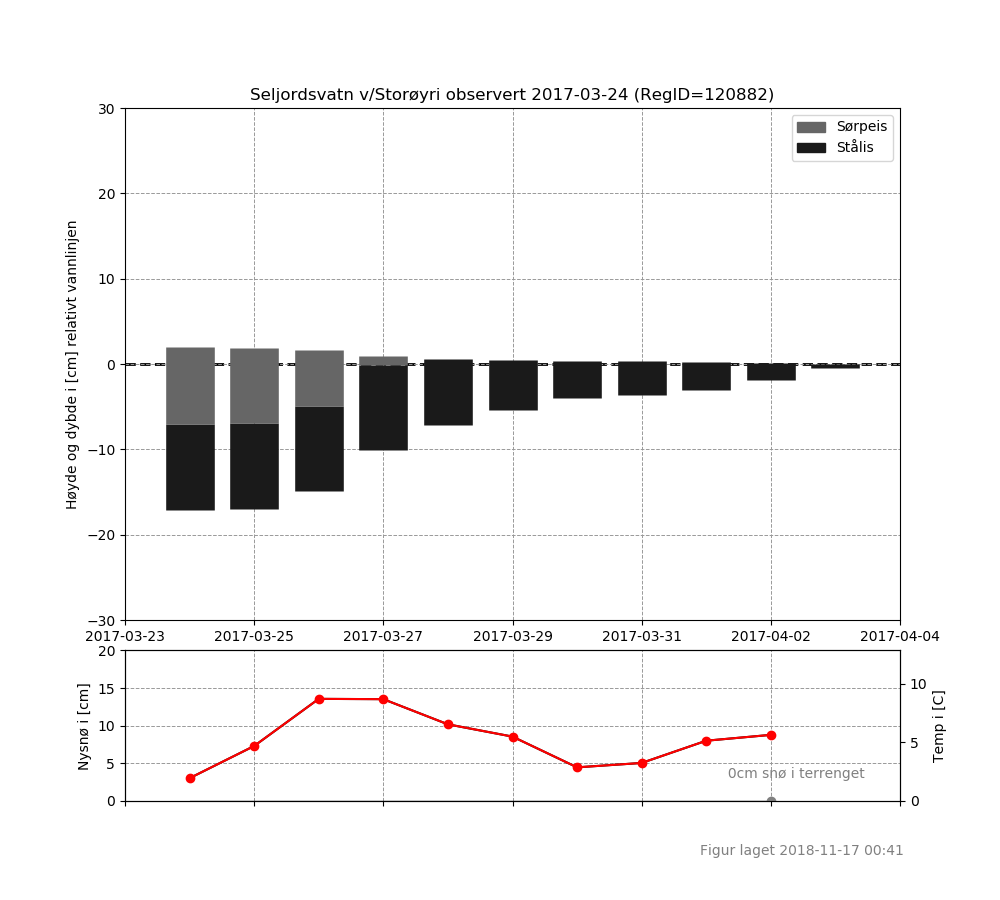 Seljordsvatn v/Storøyri observert 2017-03-24 (RegID=120882)
Sørpeis
Stålis
Høyde og dybde i [cm] relativt vannlinjen
30
20
10
0
−10
−20
−30
2017-03-23 2017-03-25 2017-03-27 2017-03-29 2017-03-31 2017-04-02 2017-04-04
Nysnø i [cm]
20
15
10
5
0
10
5
0
Temp i [C]
0cm snø i terrenget
Figur laget 2018-11-17 00:41